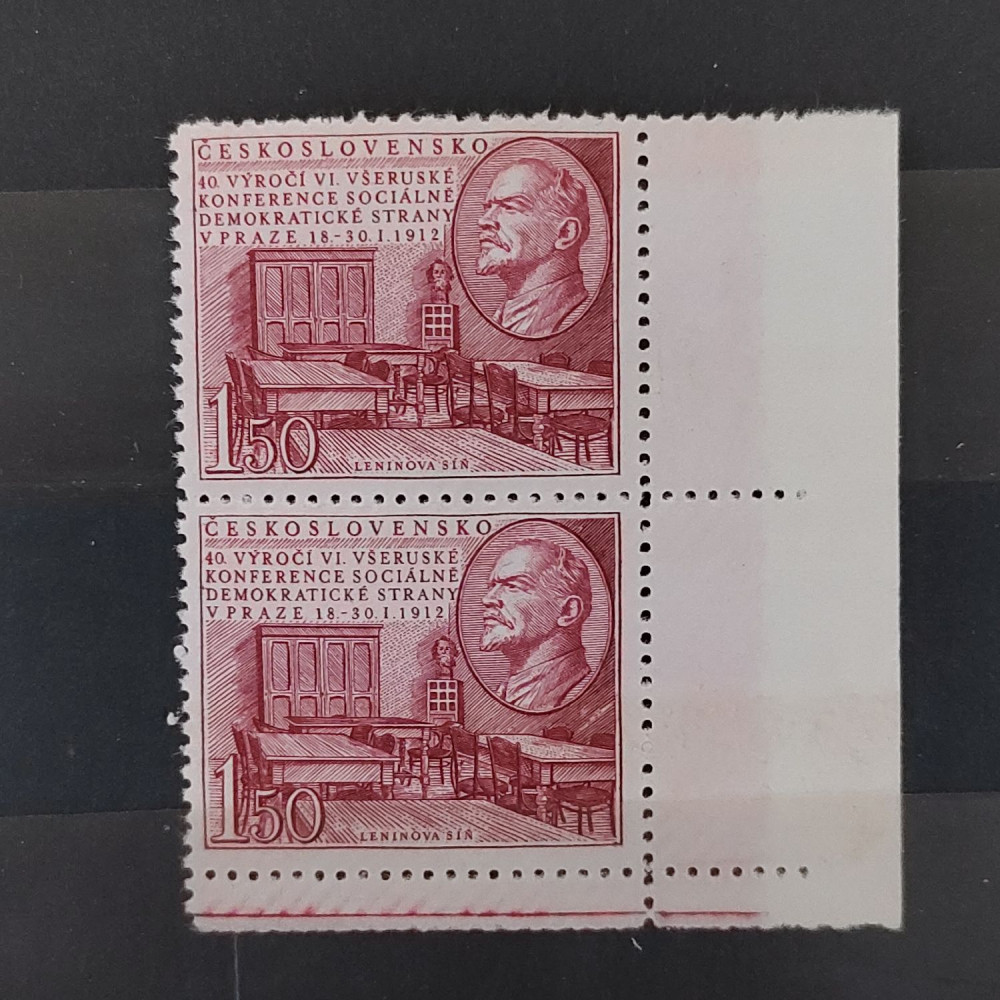 ČESKOSLOVENSKO
40. VÝROČÍ VI. VŠERUSKÉ
KONFERENCE SOCIÁLNĚ
DEMOKRATICKÉ STRANY
V PRAZE 18.-30.I.1912
150
LENINOVA SÍŇ
ČESKOSLOVENSKO
40. VÝROČÍ VI. VŠERUSKÉ
KONFERENCE SOCIÁLNĚ
DEMOKRATICKÉ STRANY
V PRAZE 18.-30.I.1912
150
LENINOVA SÍŇ